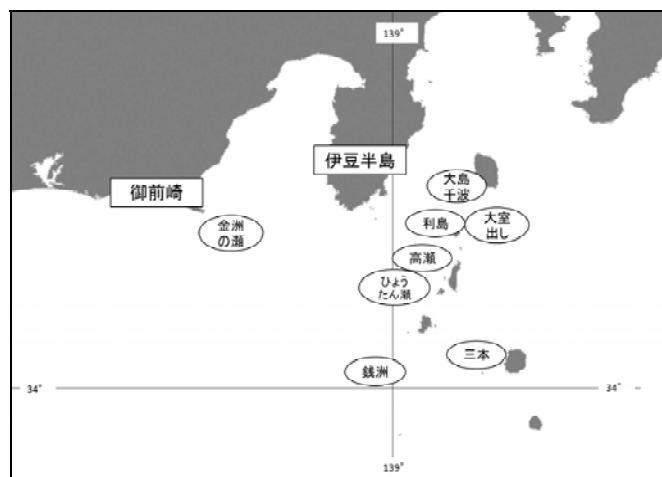 139°
伊豆半島
大島
千波
御前崎
金洲
の瀬
利島
大室
出し
高瀬
ひょう
たん瀬
三本
銭洲
34°
34°
139°